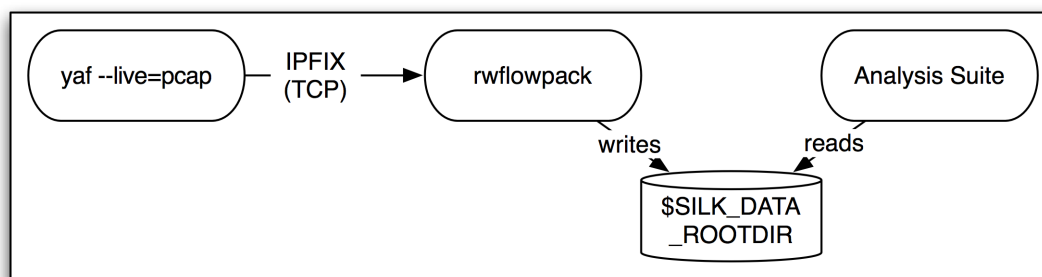 yaf --live=pcap
IPFIX
(TCP)
rwflowpack
Analysis Suite
writes
reads
$SILK_DATA
_ROOTDIR